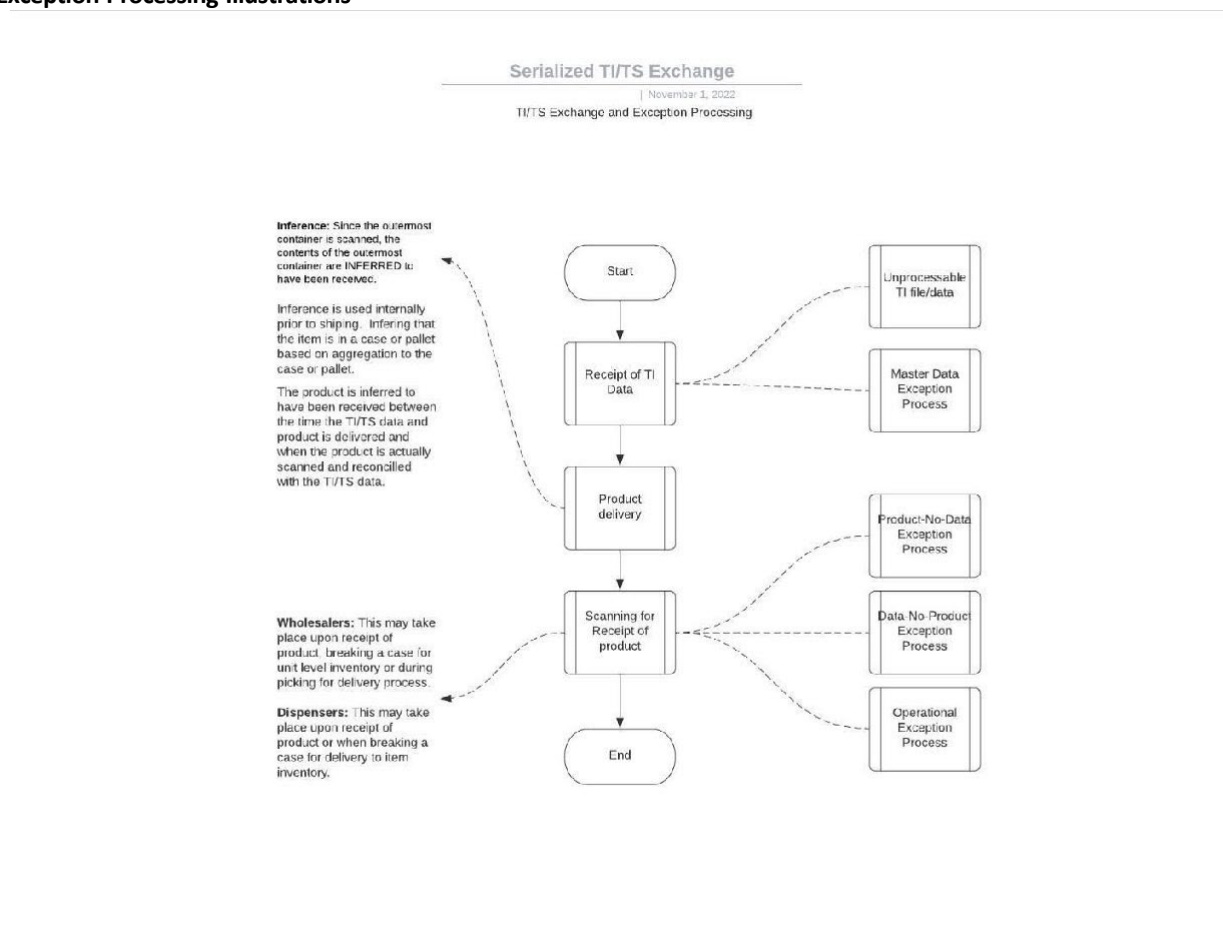 Exception Processing Illustrations
Serialized TI/TS Exchange
| November 1, 2022
TI/TS Exchange and Exception Processing
Inference: Since the outermost
container is scanned, the
contents of the outermost
container are INFERRED to
have been received.
Inference is used internally
prior to shiping. Infering that
the item is in a case or pallet
based on aggregation to the
case or pallet.
The product is inferred to
have been received between
the time the TI/TS data and
product is delivered and
when the product is actually
scanned and reconcilled
with the TI/TS data.
Wholesalers: This may take
place upon receipt of
product, breaking a case for
unit level inventory or during
picking for delivery process.
Dispensers: This may take
place upon receipt of
product or when breaking a
case for delivery to item
inventory.
Start
Receipt of TI
Data
Product
delivery
Scanning for
Receipt of
product
End
Unprocessable
TI file/data
Master Data
Exception
Process
Product-No-Data
Exception
Process
Data-No-Product
Exception
Process
Operational
Exception
Process